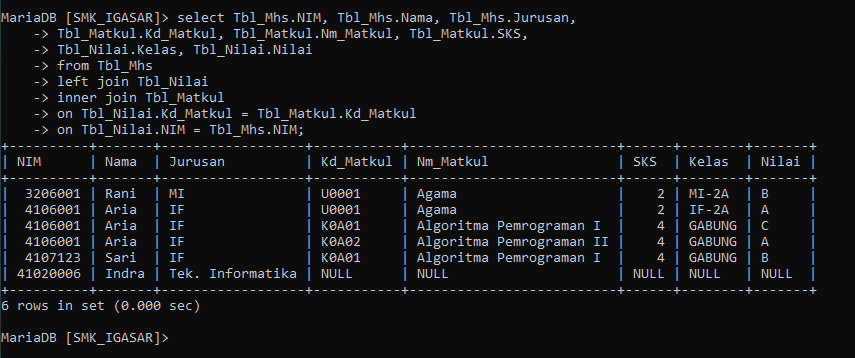 MariaDB [SMK_IGASAR]> select Tbl_Mhs.NIM, Tbl_Mhs.Nama, Tbl_Mhs.Jurusan,
    -> Tbl_Matkul.Kd_Matkul, Tbl_Matkul.Nm_Matkul, Tbl_Matkul.SKS,
    -> Tbl_Nilai.Kelas, Tbl_Nilai.Nilai
    -> from Tbl_Mhs
    -> left join Tbl_Nilai
    -> inner join Tbl_Matkul
    -> on Tbl_Nilai.Kd_Matkul = Tbl_Matkul.Kd_Matkul
    -> on Tbl_Nilai.NIM = Tbl_Mhs.NIM;
+----------+-------+------------------+-----------+--------------------------+------+--------+-------+
| NIM      | Nama  | Jurusan          | Kd_Matkul | Nm_Matkul                | SKS  | Kelas  | Nilai |
+----------+-------+------------------+-----------+--------------------------+------+--------+-------+
|  3206001 | Rani  | MI               | U0001     | Agama                    |    2 | MI-2A  | B     |
|  4106001 | Aria  | IF               | U0001     | Agama                    |    2 | IF-2A  | A     |
|  4106001 | Aria  | IF               | K0A01     | Algoritma Pemrograman I  |    4 | GABUNG | C     |
|  4106001 | Aria  | IF               | K0A02     | Algoritma Pemrograman II |    4 | GABUNG | A     |
|  4107123 | Sari  | IF               | K0A01     | Algoritma Pemrograman I  |    4 | GABUNG | B     |
| 41020006 | Indra | Tek. Informatika | NULL      | NULL                     | NULL | NULL   | NULL  |
+----------+-------+------------------+-----------+--------------------------+------+--------+-------+
6 rows in set (0.000 sec)
MariaDB [SMK_IGASAR]>